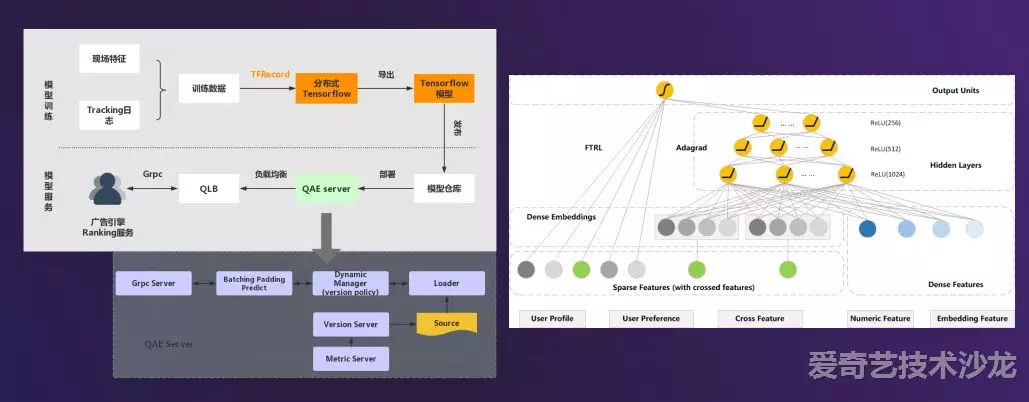 模型训练
现场特征
Tracking日
志
训练数据
TFRecord
分布式
Tensorflow
导出
Tensorflow
模型
发布
模型服务
广告引擎
Ranking服务
Grpc
QLB
负载均衡
QAE server
部署
模型仓库
Grpc Server
Batching Padding
Predict
Dynamic
Manager
(version policy)
Loader
Version Server
Source
Metric Server
QAE Server
Output Units
FTRL
Adagrad
... ...
ReLU(256)
... ...
ReLU(512)
... ...
ReLU(1024)
Hidden Layers
Dense Embeddings
Sparse Features (with crossed features)
Dense Features
User Profile
User Preference
Cross Feature
Numeric Feature
Embedding Feature
爱奇艺技术沙龙